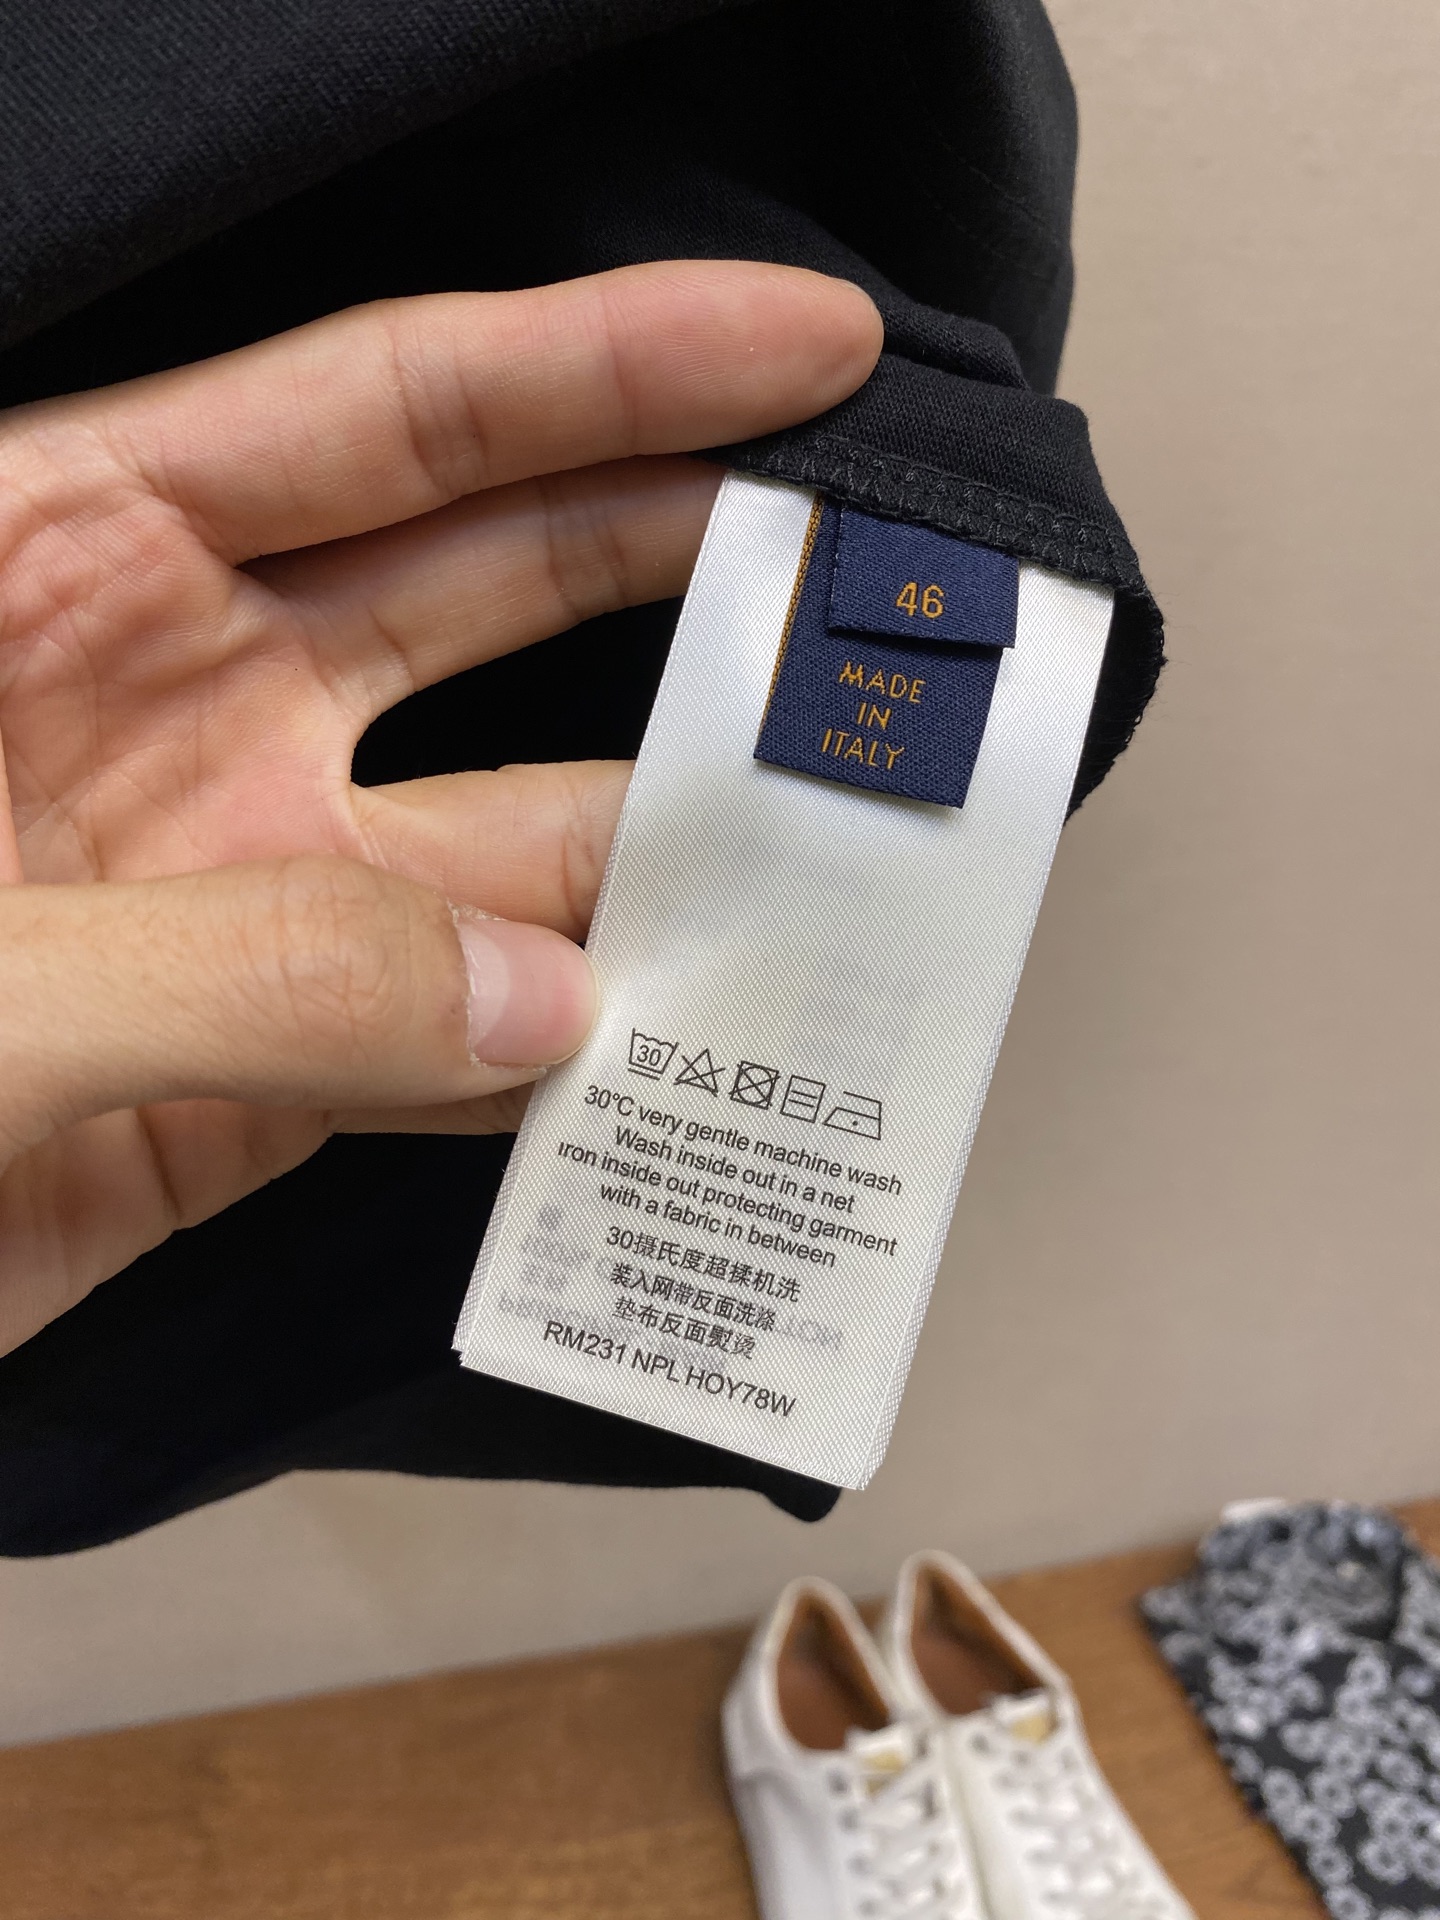 46
MADE
IN
ITALY
30
30°C very gentle machine wash
Wash inside out in a net
Iron inside out protecting garment
with a fabric in between
30摄氏度超揉机洗
装入网带反面洗涤
垫布反面熨烫
RM231 NPL HOY78W